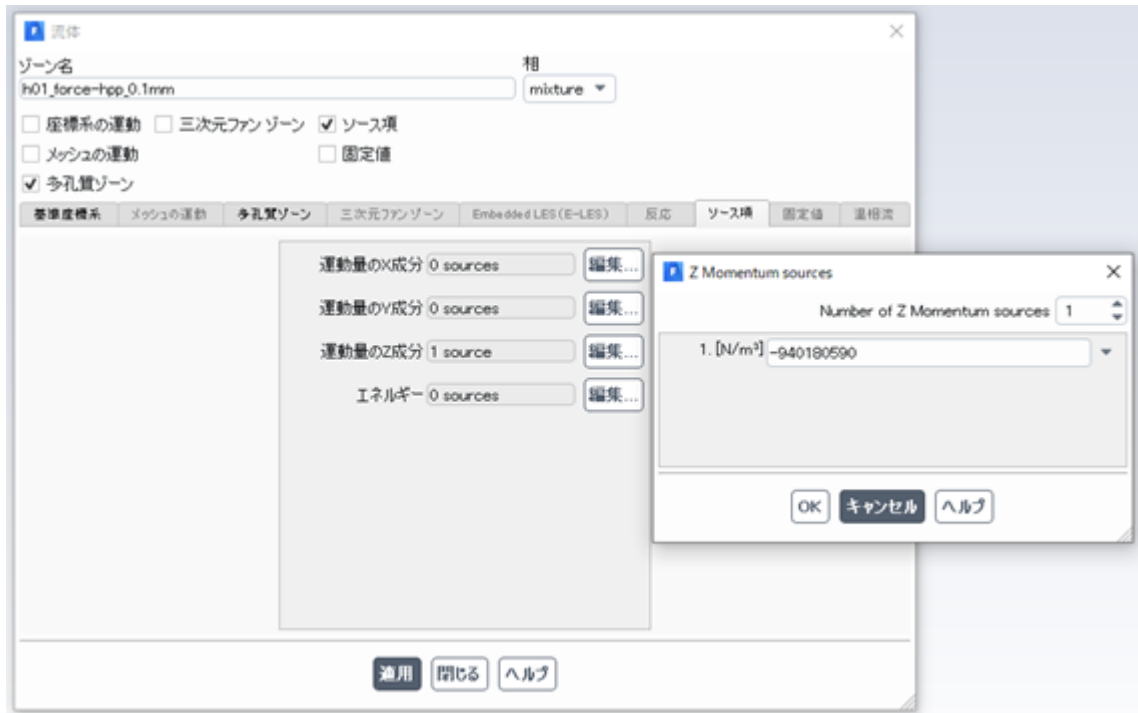 流体
ゾーン名
相
h01_force-hpp_0.1mm
mixture
座標系の運動
三次元ファン ゾーン
ソース項
メッシュの運動
固定値
多孔質ゾーン
基準座標系
メッシュの運動
多孔質ゾーン
三次元ファンゾーン
Embedded LES (E-LES)
反応
ソース項
固定値
混相流
運動量のX成分 0 sources 編集...
運動量のY成分 0 sources 編集...
運動量のZ成分 1 source 編集...
エネルギー 0 sources 編集...
Z Momentum sources
Number of Z Momentum sources 1
1. [N/m³] -940180590
OK キャンセル ヘルプ
適用 閉じる ヘルプ